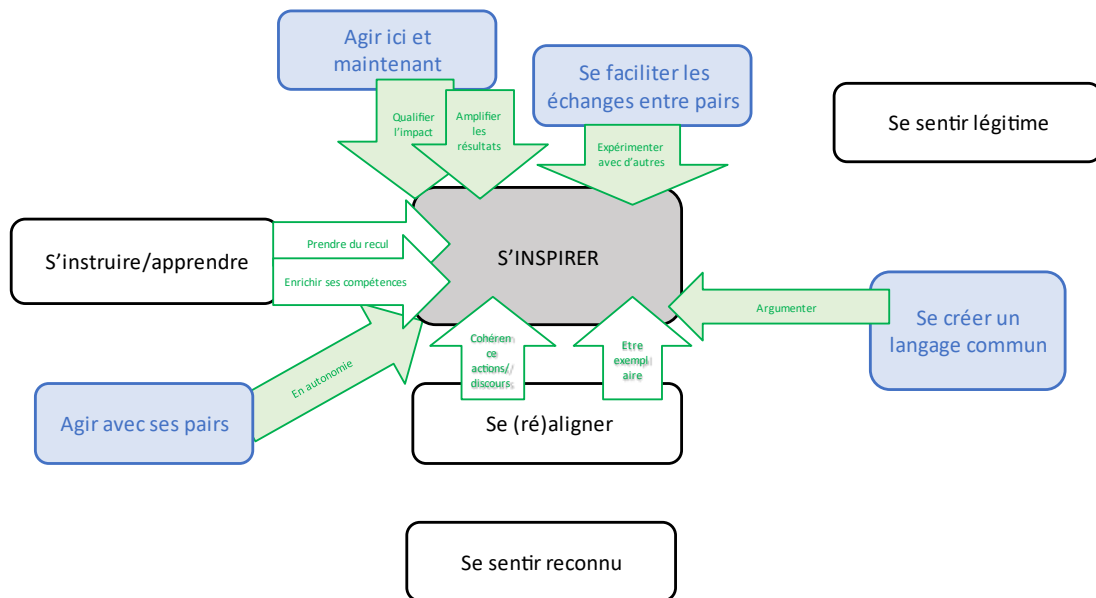 Agir ici et
maintenant
Se faciliter les
échanges entre pairs
Se sentir légitime
Qualifier
l'impact
Amplifier
les
résultats
Expérimenter
avec d'autres
S'instruire/apprendre
Prendre du recul
Enrichir ses compétences
S'INSPIRER
Argumenter
Se créer un
langage commun
En autonomie
Cohéren
ce
actions/
discours
Etre
exempl
aire
Agir avec ses pairs
Se (ré)aligner
Se sentir reconnu